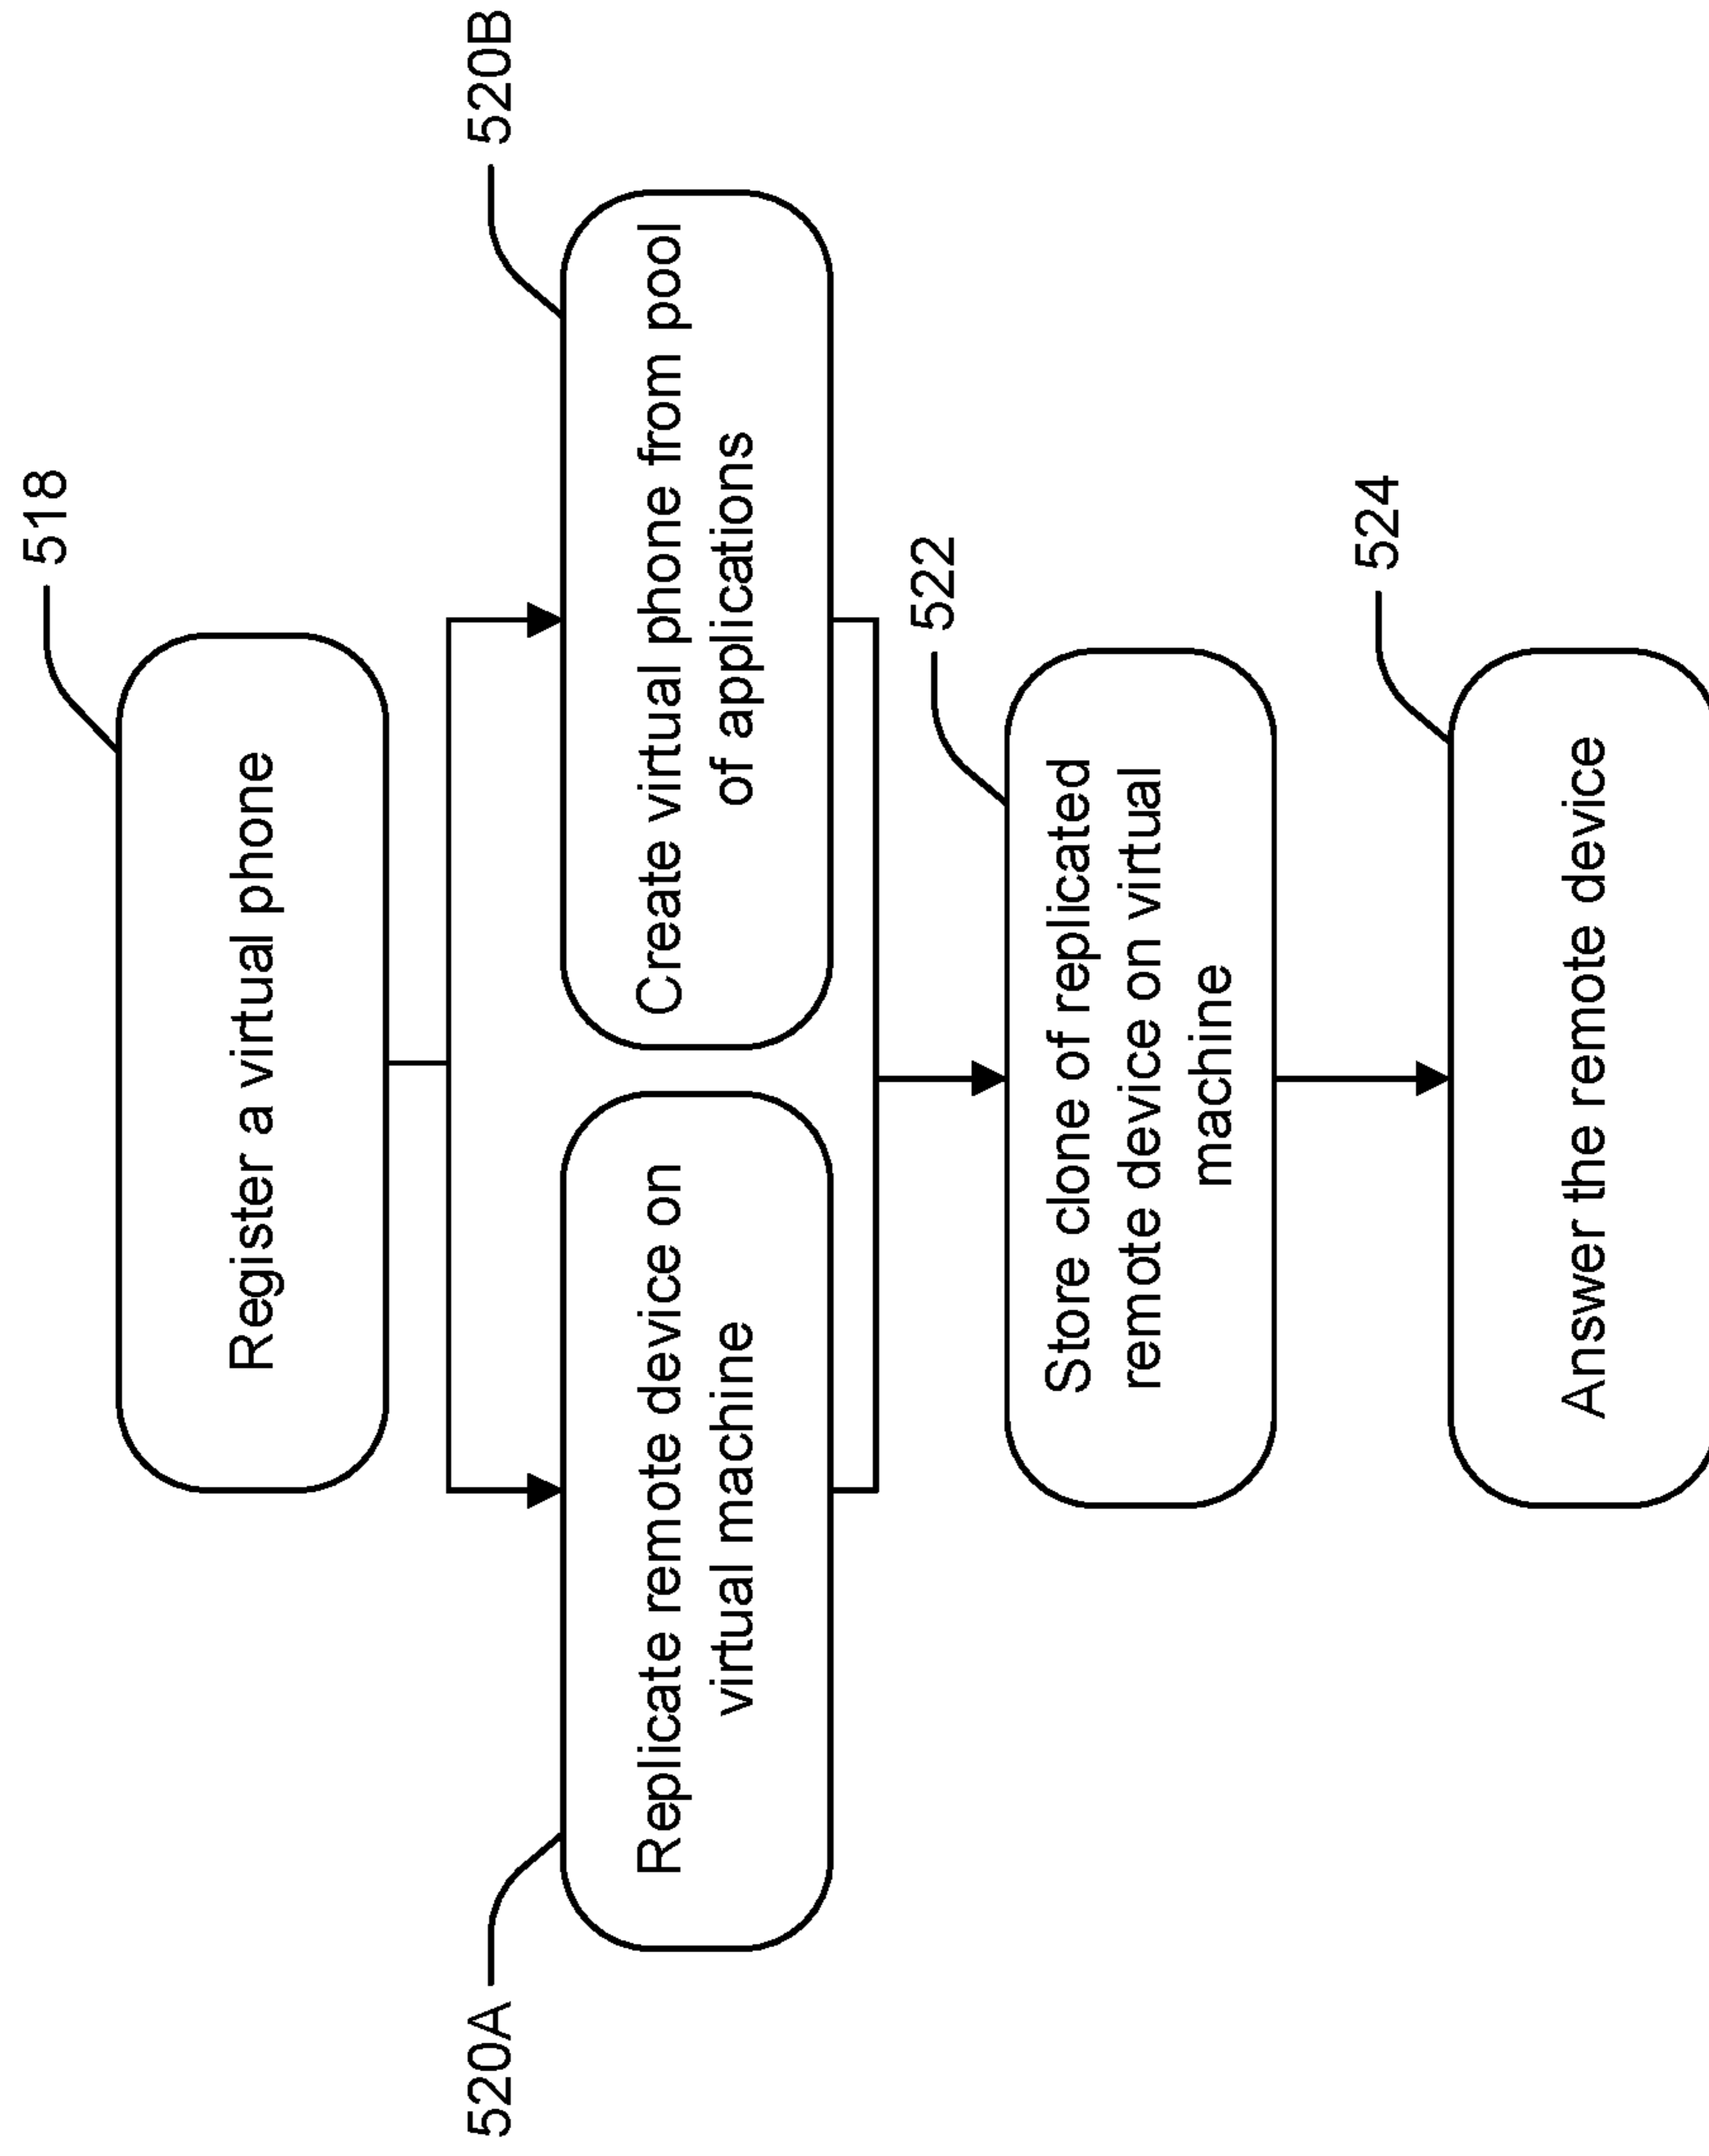 518
Register a virtual phone
520A
520B
Replicate remote device on
virtual machine
Create virtual phone from pool
of applications
522
Store clone of replicated
remote device on virtual
machine
524
Answer the remote device